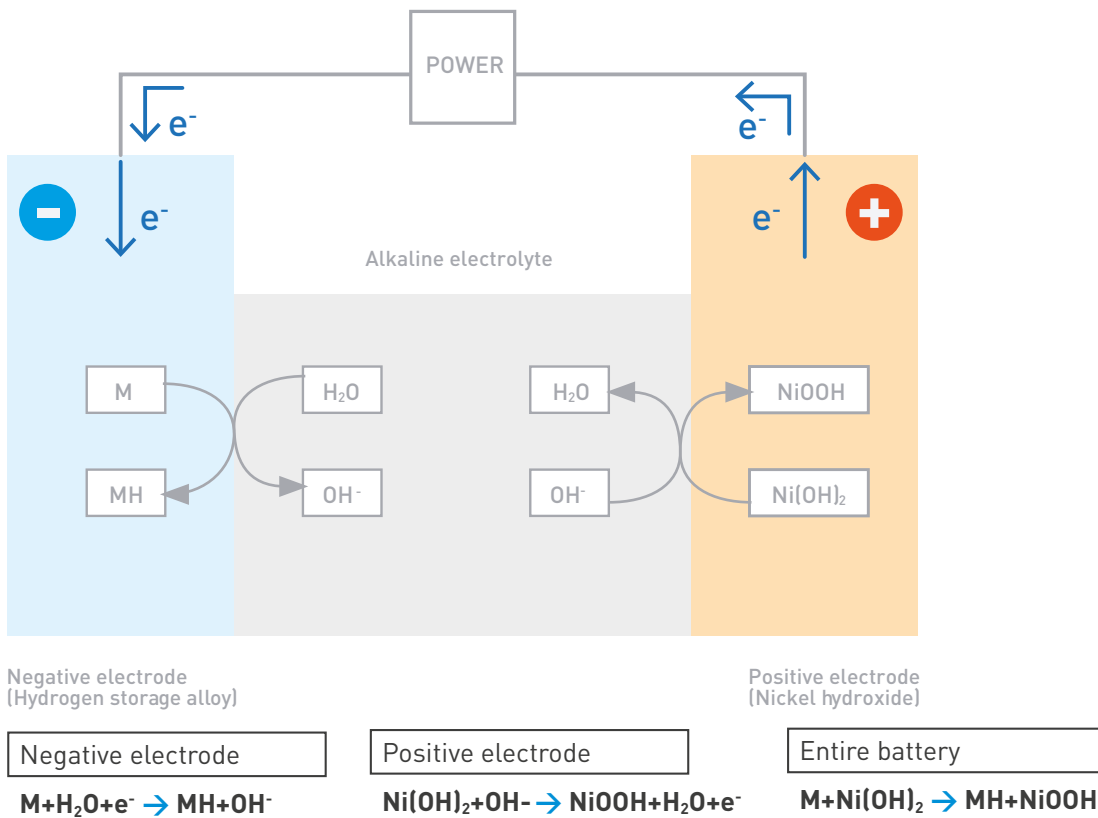 POWER
e⁻
e⁻
e⁻
e⁻
Alkaline electrolyte
M
H₂O
H₂O
NiOOH
MH
OH⁻
OH⁻
Ni(OH)₂
Negative electrode
(Hydrogen storage alloy)
Positive electrode
(Nickel hydroxide)
Negative electrode
M+H₂O+e⁻ → MH+OH⁻
Positive electrode
Ni(OH)₂+OH- → NiOOH+H₂O+e⁻
Entire battery
M+Ni(OH)₂ → MH+NiOOH